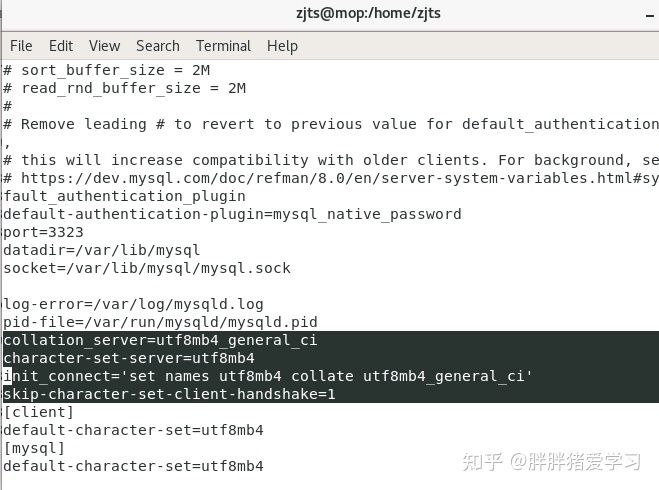 zjts@mop:/home/zjts
File Edit View Search Terminal Help
# sort_buffer_size = 2M
# read_rnd_buffer_size = 2M
#
# Remove leading # to revert to previous value for default_authentication
,
# this will increase compatibility with older clients. For background, se
# https://dev.mysql.com/doc/refman/8.0/en/server-system-variables.html#sy
fault_authentication_plugin
default-authentication-plugin=mysql_native_password
port=3323
datadir=/var/lib/mysql
socket=/var/lib/mysql/mysql.sock
log-error=/var/log/mysqld.log
pid-file=/var/run/mysqld/mysqld.pid
collation_server=utf8mb4_general_ci
character-set-server=utf8mb4
init_connect='set names utf8mb4 collate utf8mb4_general_ci'
skip-character-set-client-handshake=1
[client]
default-character-set=utf8mb4
[mysql]
default-character-set=utf8mb4
知乎 @胖胖猪爱学习